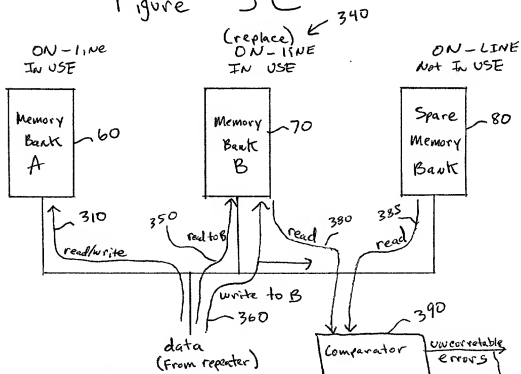 Figure 3C
(replace)
340
ON-line
IN USE
ON-lINE
IN USE
ON-LINE
Not In USE
Memory
Bank
A
60
Memory
Bank
B
70
Spare
Memory
Bank
80
310
read/write
350
read to B
read
380
385
read
write to B
360
data
(From repeater)
390
Comparator
uncorretable
errors